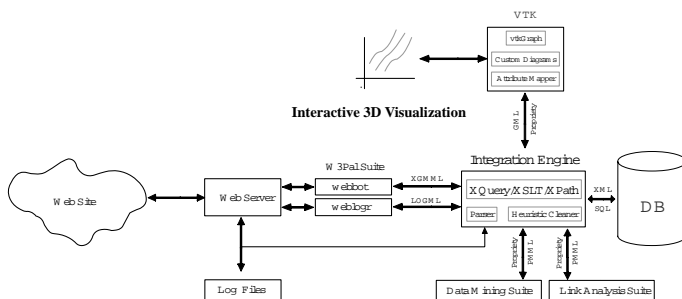 VTK
vtkGraph
Custom Diagrams
Attribute Mapper
Interactive 3D Visualization
GML
Propriety
Integration Engine
W3Pal Suite
Web Site
Web Server
webbot
weblogr
XGMML
LOGML
XQuery/XSLT/XPath
Parser
Heuristic Cleaner
XML
SQL
DB
Propriety
PMML
Propriety
PMML
Log Files
Data Mining Suite
Link Analysis Suite